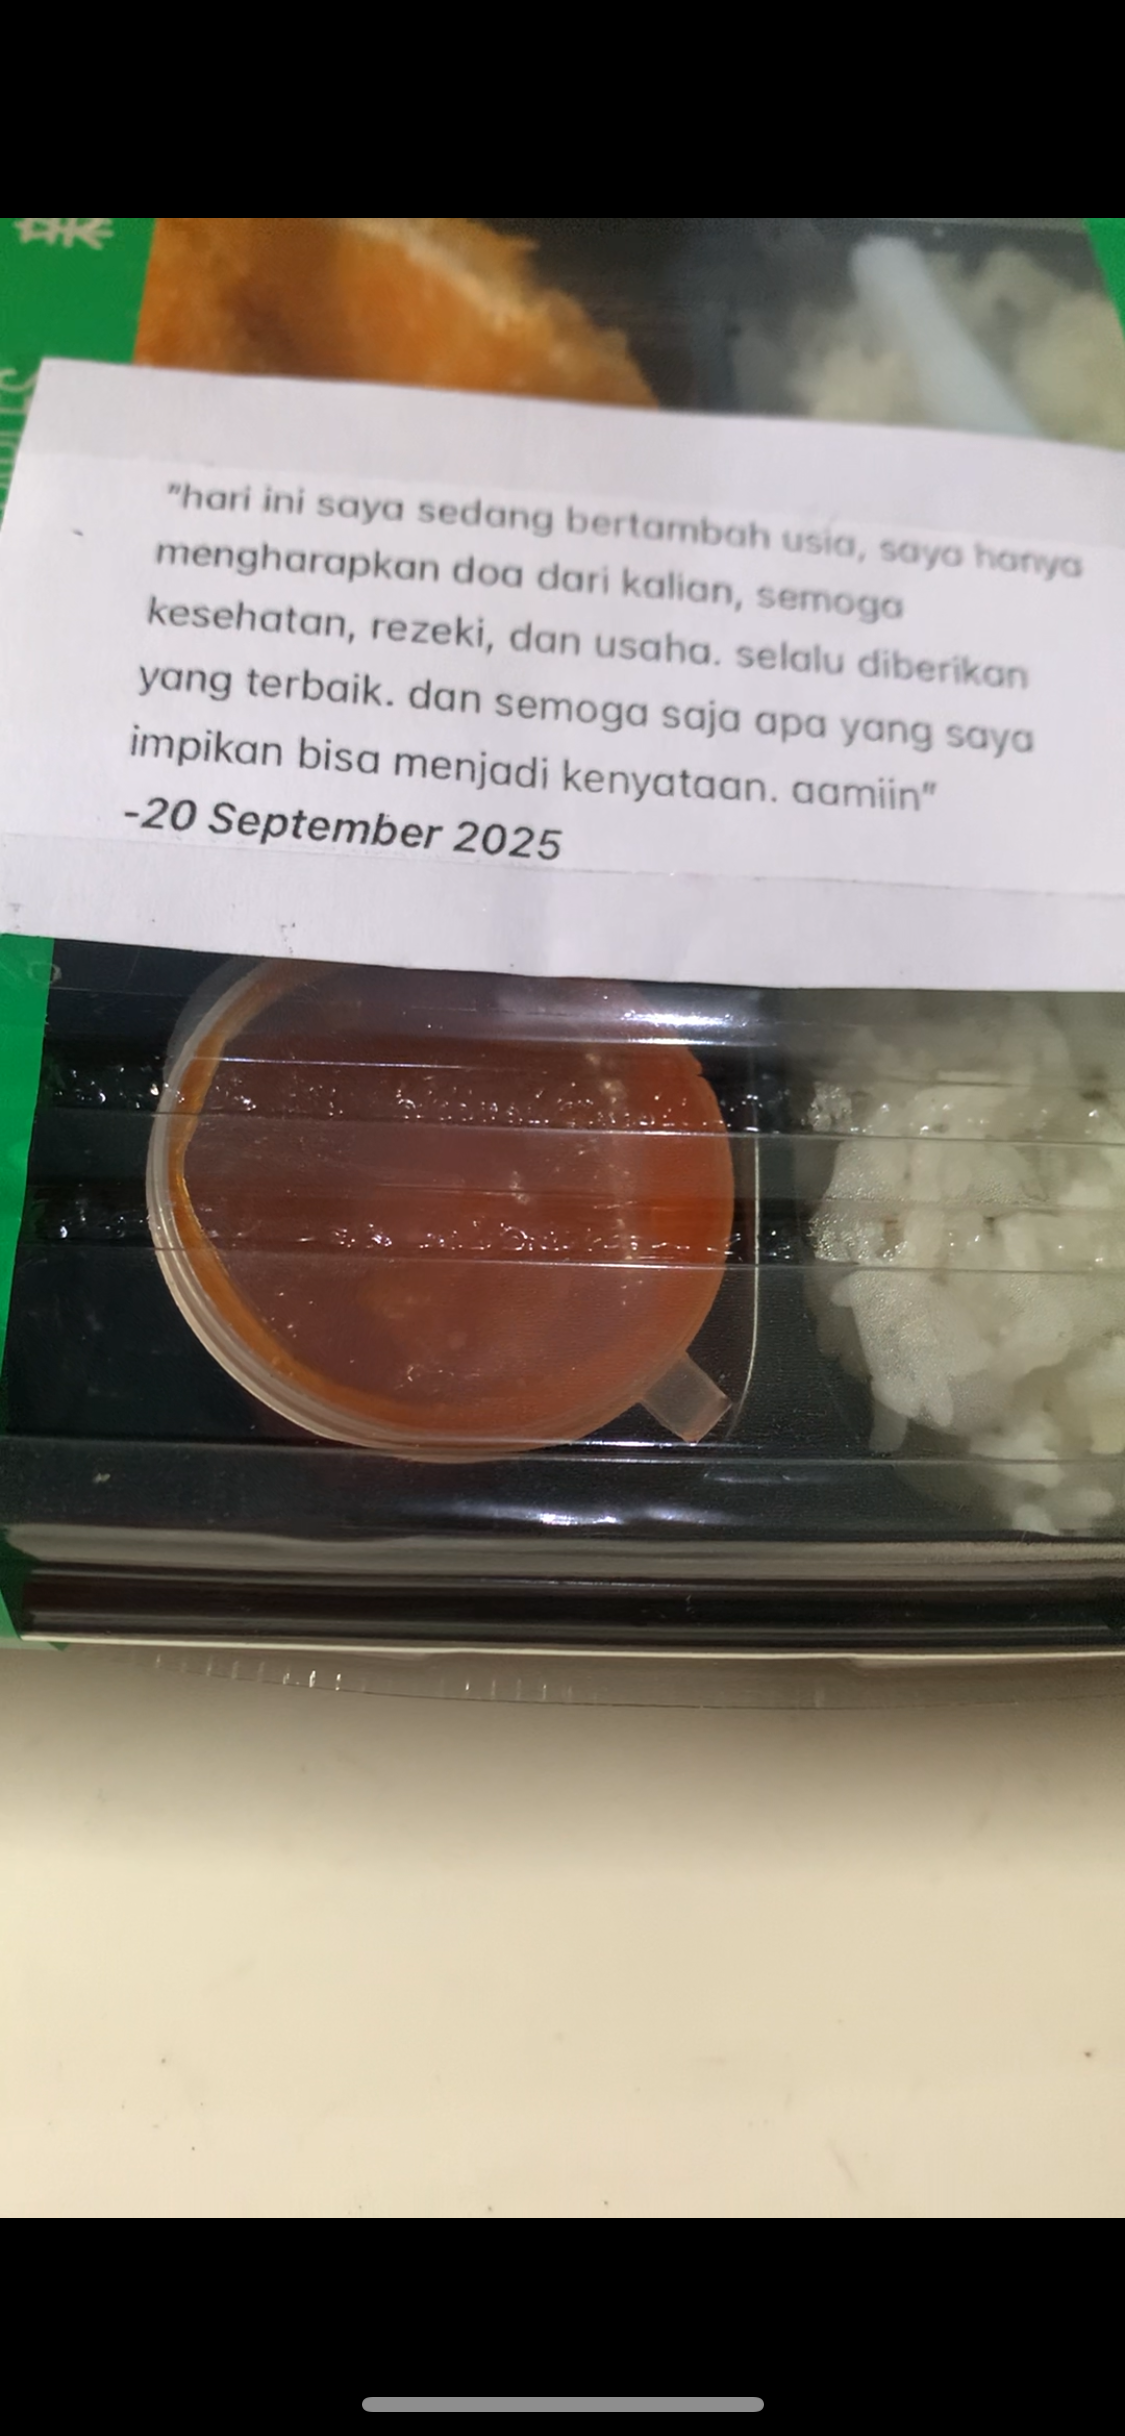 "hari ini saya sedang bertambah usia, saya hanya
mengharapkan doa dari kalian, semoga
kesehatan, rezeki, dan usaha. selalu diberikan
yang terbaik. dan semoga saja apa yang saya
impikan bisa menjadi kenyataan. aamiin"
-20 September 2025